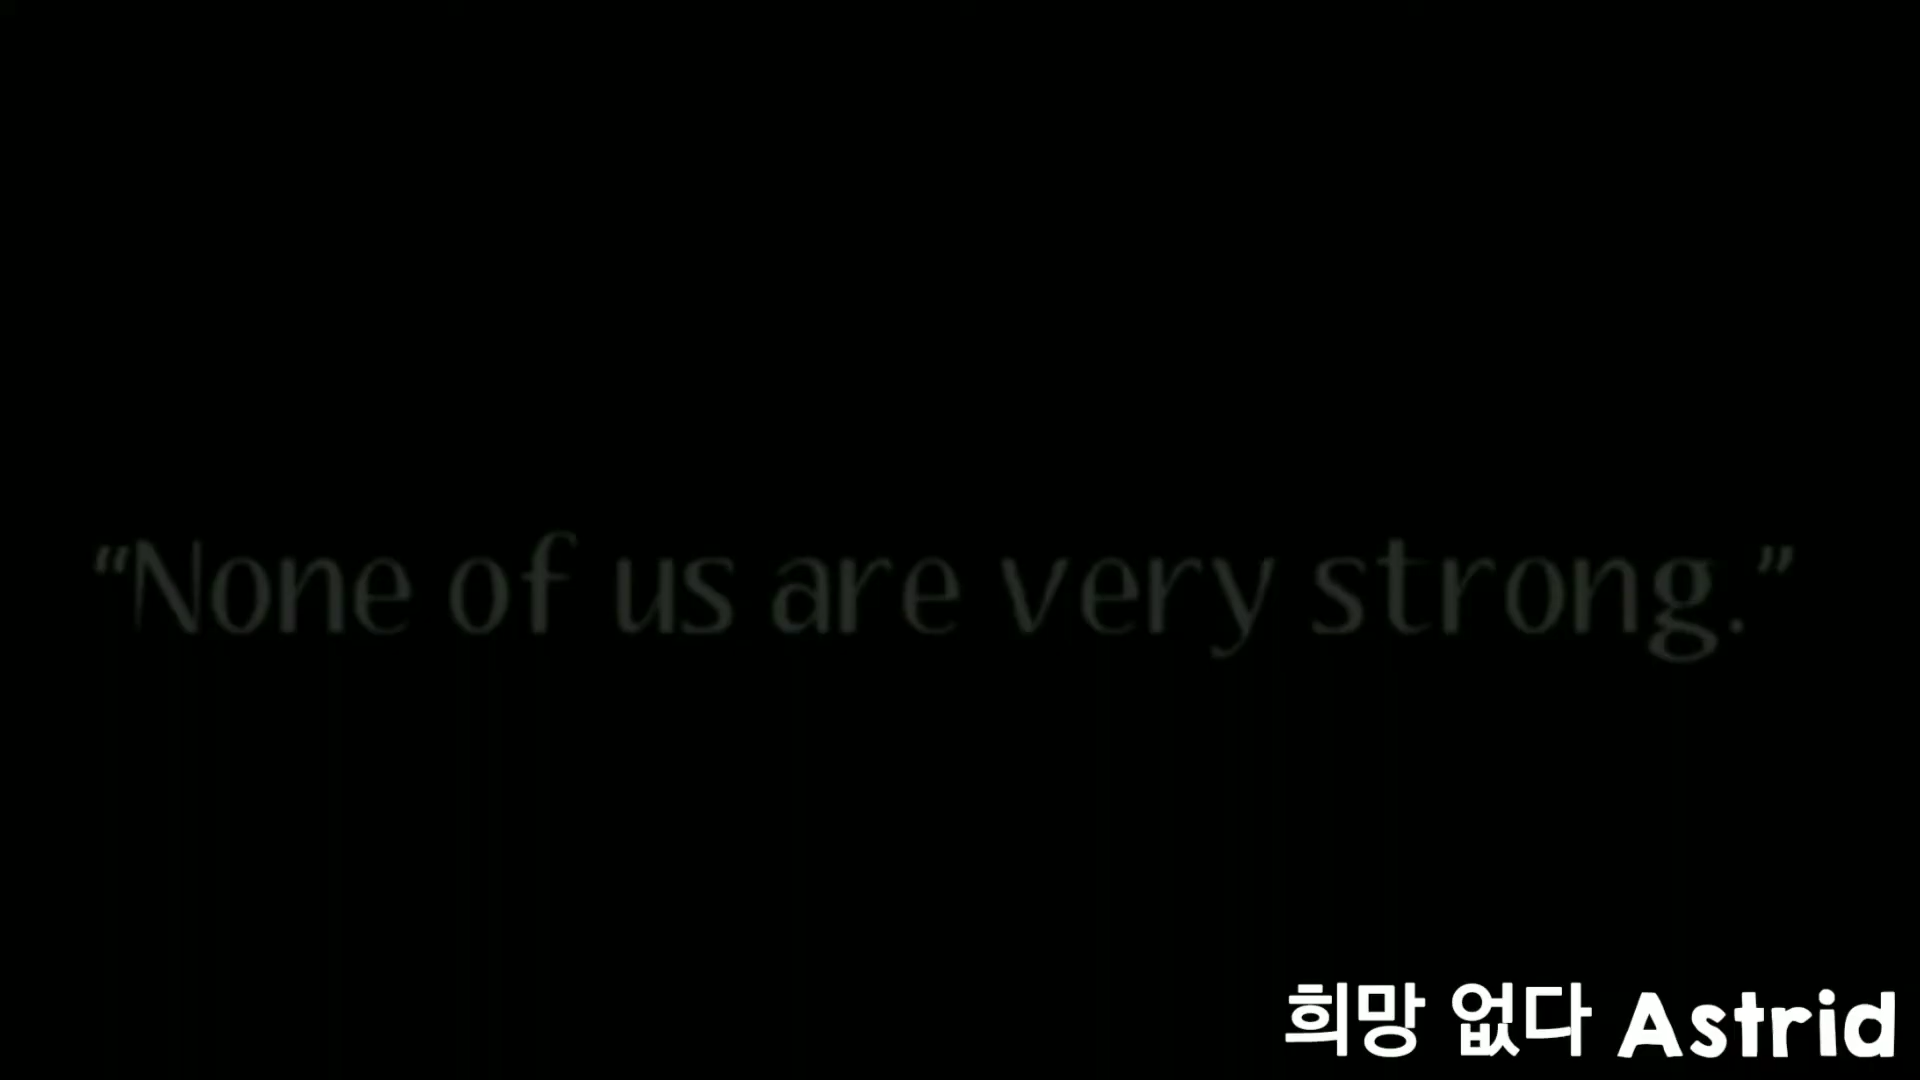 “None of us are very strong.”
희망 없다 Astrid